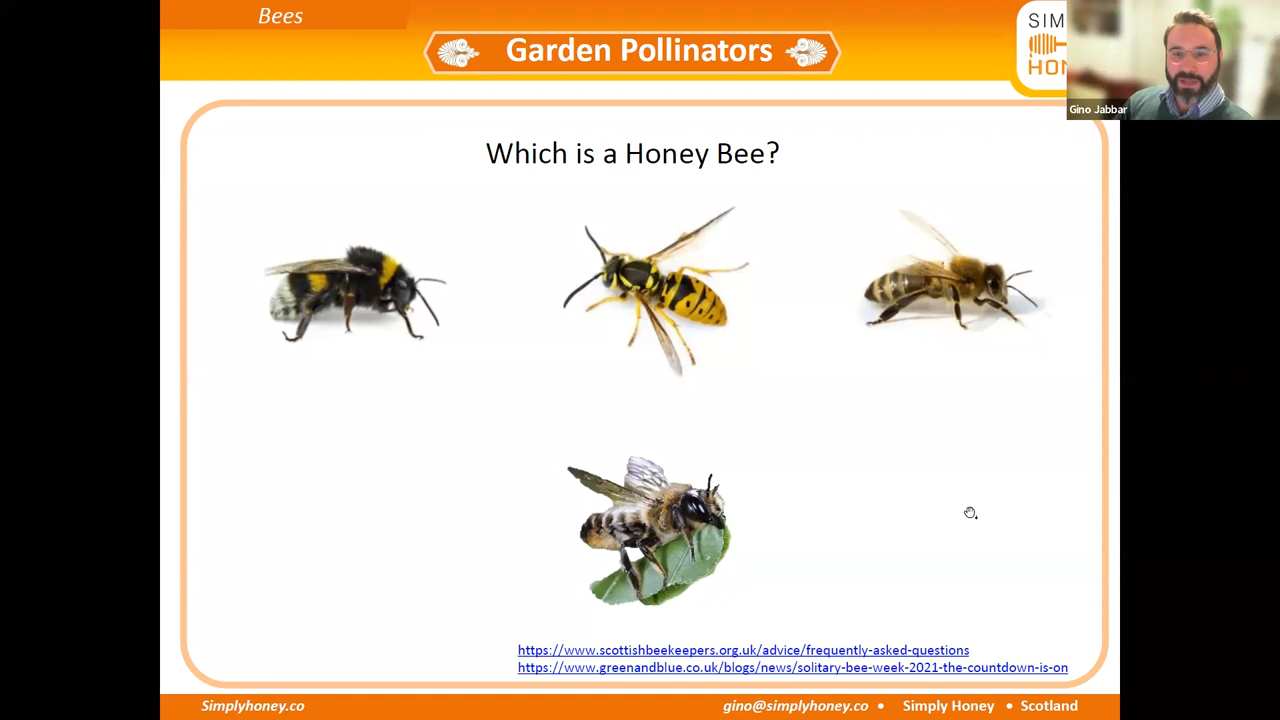 Bees
Garden Pollinators
SIM
HON
Gino Jabbar
Which is a Honey Bee?
https://www.scottishbeekeepers.org.uk/advice/frequently-asked-questions
https://www.greenandblue.co.uk/blogs/news/solitary-bee-week-2021-the-countdown-is-on
Simplyhoney.co
gino@simplyhoney.co • Simply Honey • Scotland